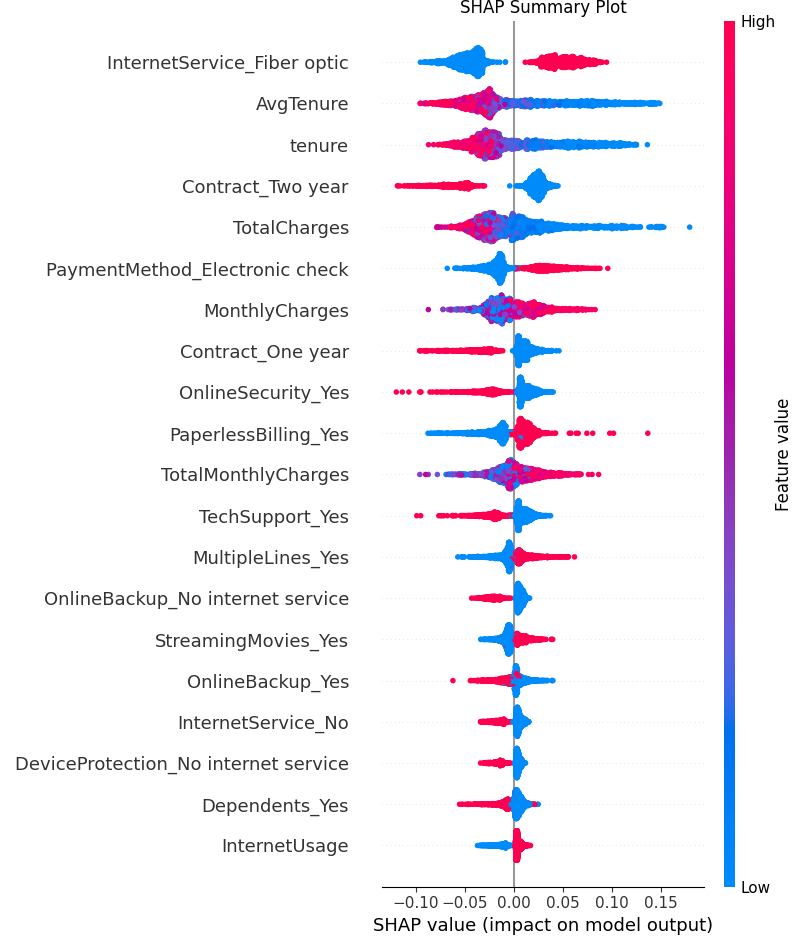 SHAP Summary Plot
High
InternetService_Fiber optic
AvgTenure
tenure
Contract_Two year
TotalCharges
PaymentMethod_Electronic check
MonthlyCharges
Contract_One year
OnlineSecurity_Yes
PaperlessBilling_Yes
TotalMonthlyCharges
TechSupport_Yes
MultipleLines_Yes
OnlineBackup_No internet service
StreamingMovies_Yes
OnlineBackup_Yes
InternetService_No
DeviceProtection_No internet service
Dependents_Yes
InternetUsage
Feature value
Low
−0.10 −0.05 0.00 0.05 0.10 0.15
SHAP value (impact on model output)